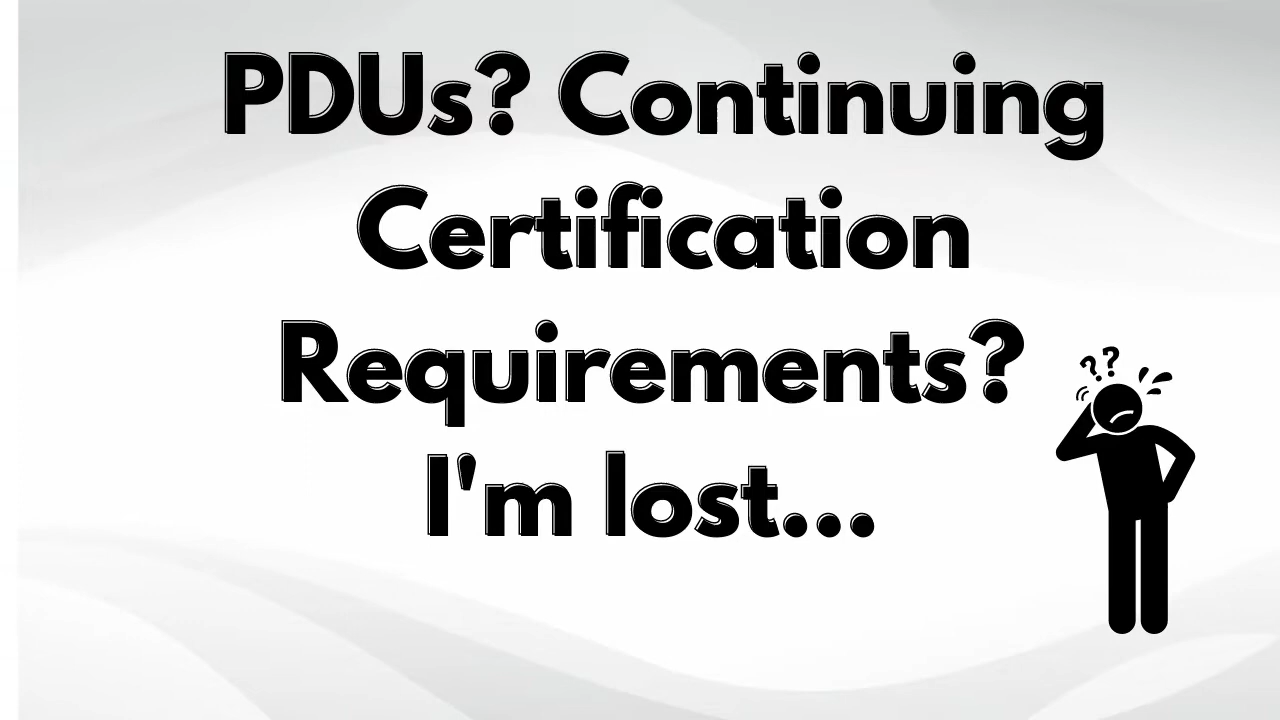 PDUs? Continuing
Certification
Requirements?
I'm lost...
??